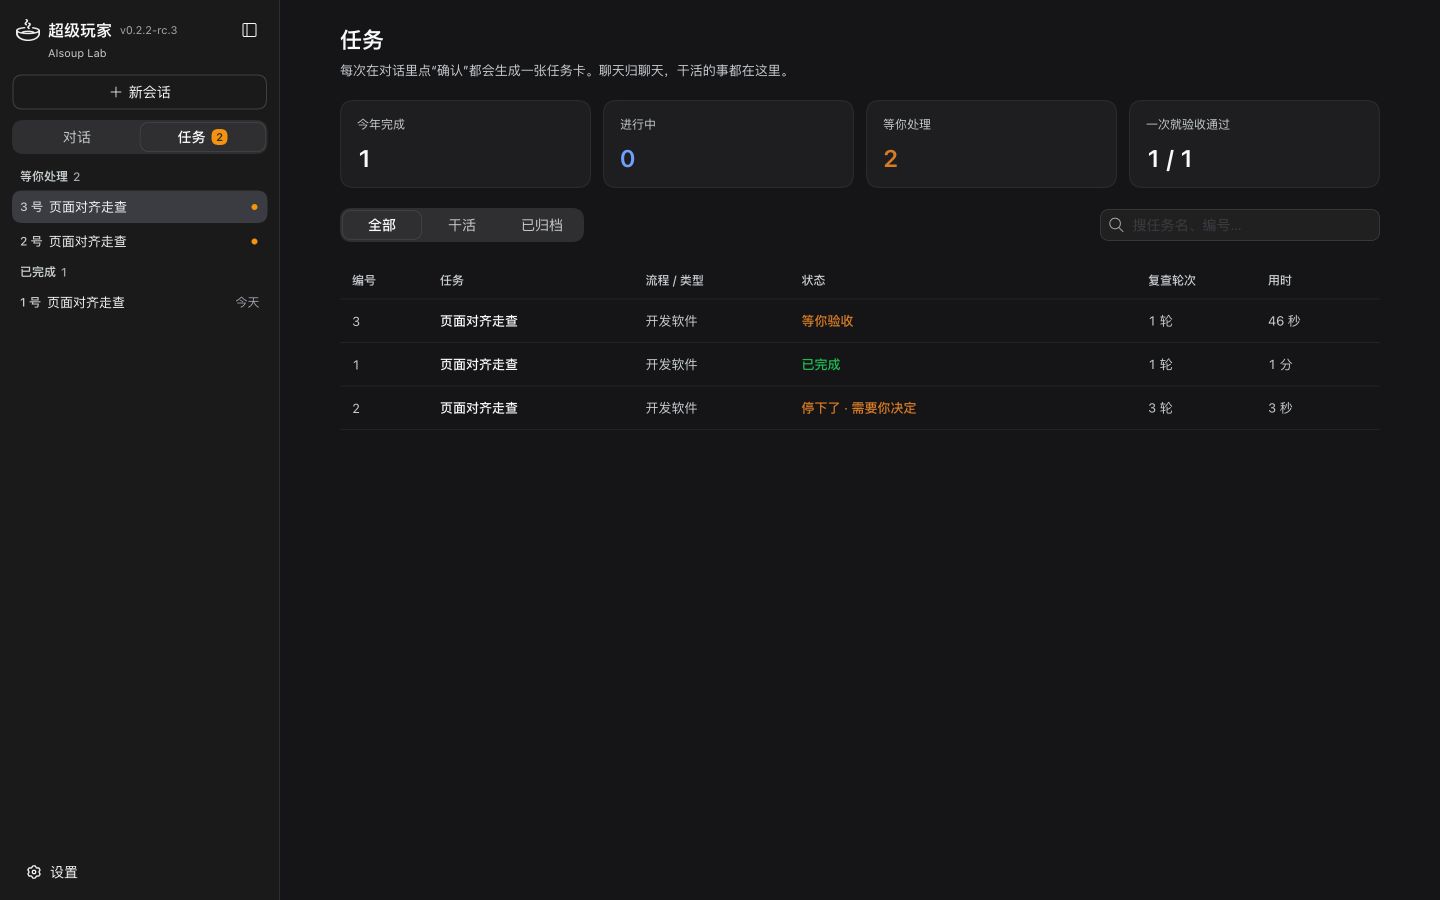 超级玩家 v0.2.2-rc.3
AIsoup Lab
新会话
对话 任务 2
等你处理 2
3 号 页面对齐走查
2 号 页面对齐走查
已完成 1
1 号 页面对齐走查 今天
设置
任务
每次在对话里点“确认”都会生成一张任务卡。聊天归聊天，干活的事都在这里。
今年完成
1
进行中
0
等你处理
2
一次就验收通过
1 / 1
全部 干活 已归档
搜任务名、编号...
编号 任务 流程 / 类型 状态 复查轮次 用时
3 页面对齐走查 开发软件 等你验收 1 轮 46 秒
1 页面对齐走查 开发软件 已完成 1 轮 1 分
2 页面对齐走查 开发软件 停下了 · 需要你决定 3 轮 3 秒